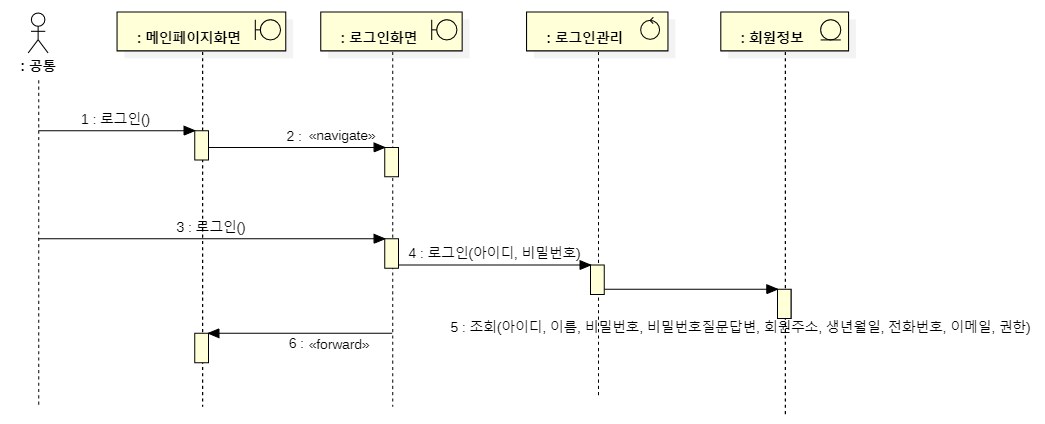 : 메인페이지화면
: 로그인화면
: 로그인관리
: 회원정보
: 공통
1 : 로그인()
2 : «navigate»
3 : 로그인()
4 : 로그인(아이디, 비밀번호)
5 : 조회(아이디, 이름, 비밀번호, 비밀번호질문답변, 회원주소, 생년월일, 전화번호, 이메일, 권한)
6 : «forward»